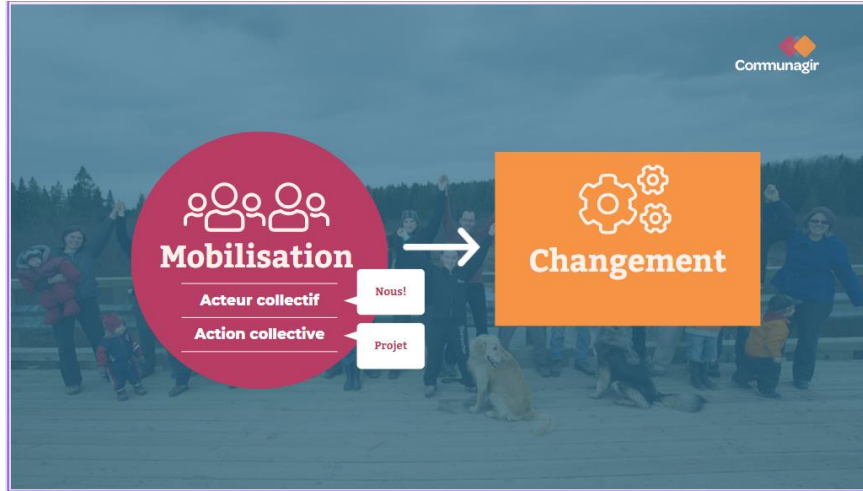 Communagir
Mobilisation
Acteur collectif
Nous!
Action collective
Projet
Changement